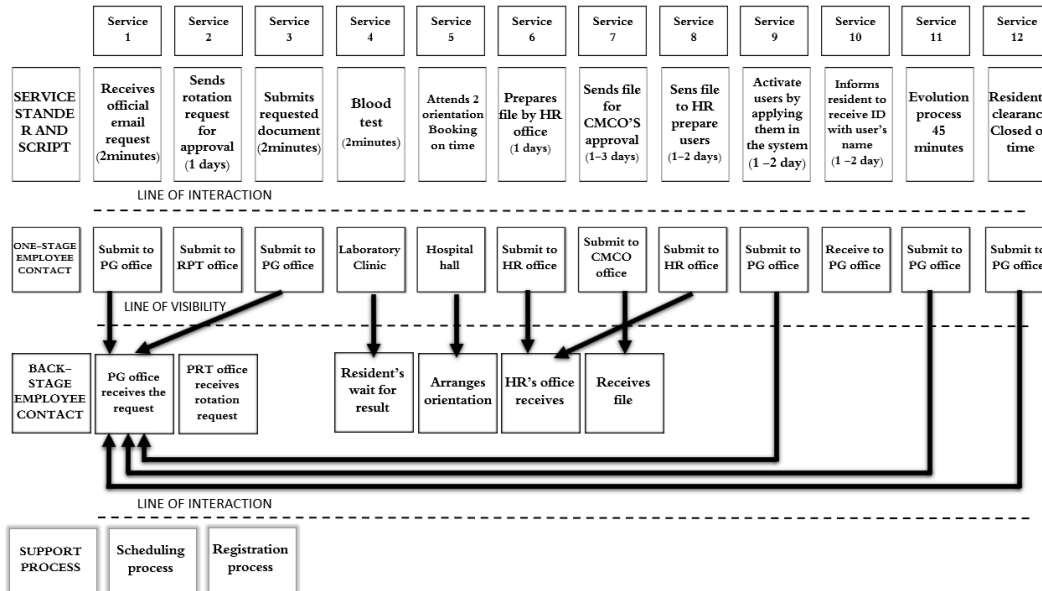 Service
1
Service
2
Service
3
Service
4
Service
5
Service
6
Service
7
Service
8
Service
9
Service
10
Service
11
Service
12
SERVICE
STANDE
R AND
SCRIPT
Receives
official
email
request
(2minutes)
Sends
rotation
request
for
approval
(1 days)
Submits
requested
document
(2minutes)
Blood
test
(2minutes)
Attends 2
orientation
Booking
on time
Prepares
file by HR
office
(1 days)
Sends file
for
CMCO'S
approval
(1–3 days)
Sens file
to HR
prepare
users
(1–2 days)
Activate
users by
applying
them in
the system
(1 –2 day)
Informs
resident to
receive ID
with user's
name
(1 –2 day)
Evolution
process
45
minutes
Resident
clearance
Closed o
time
LINE OF INTERACTION
ONE–STAGE
EMPLOYEE
CONTACT
Submit to
PG office
Submit to
RPT office
Submit to
PG office
Laboratory
Clinic
Hospital
hall
Submit to
HR office
Submit to
CMCO
office
Submit to
HR office
Submit to
PG office
Receive to
PG office
Submit to
PG office
Submit to
PG office
LINE OF VISIBILITY
BACK–
STAGE
EMPLOYEE
CONTACT
PG office
receives the
request
PRT office
receives
rotation
request
Resident's
wait for
result
Arranges
orientation
HR's office
receives
Receives
file
LINE OF INTERACTION
SUPPORT
PROCESS
Scheduling
process
Registration
process